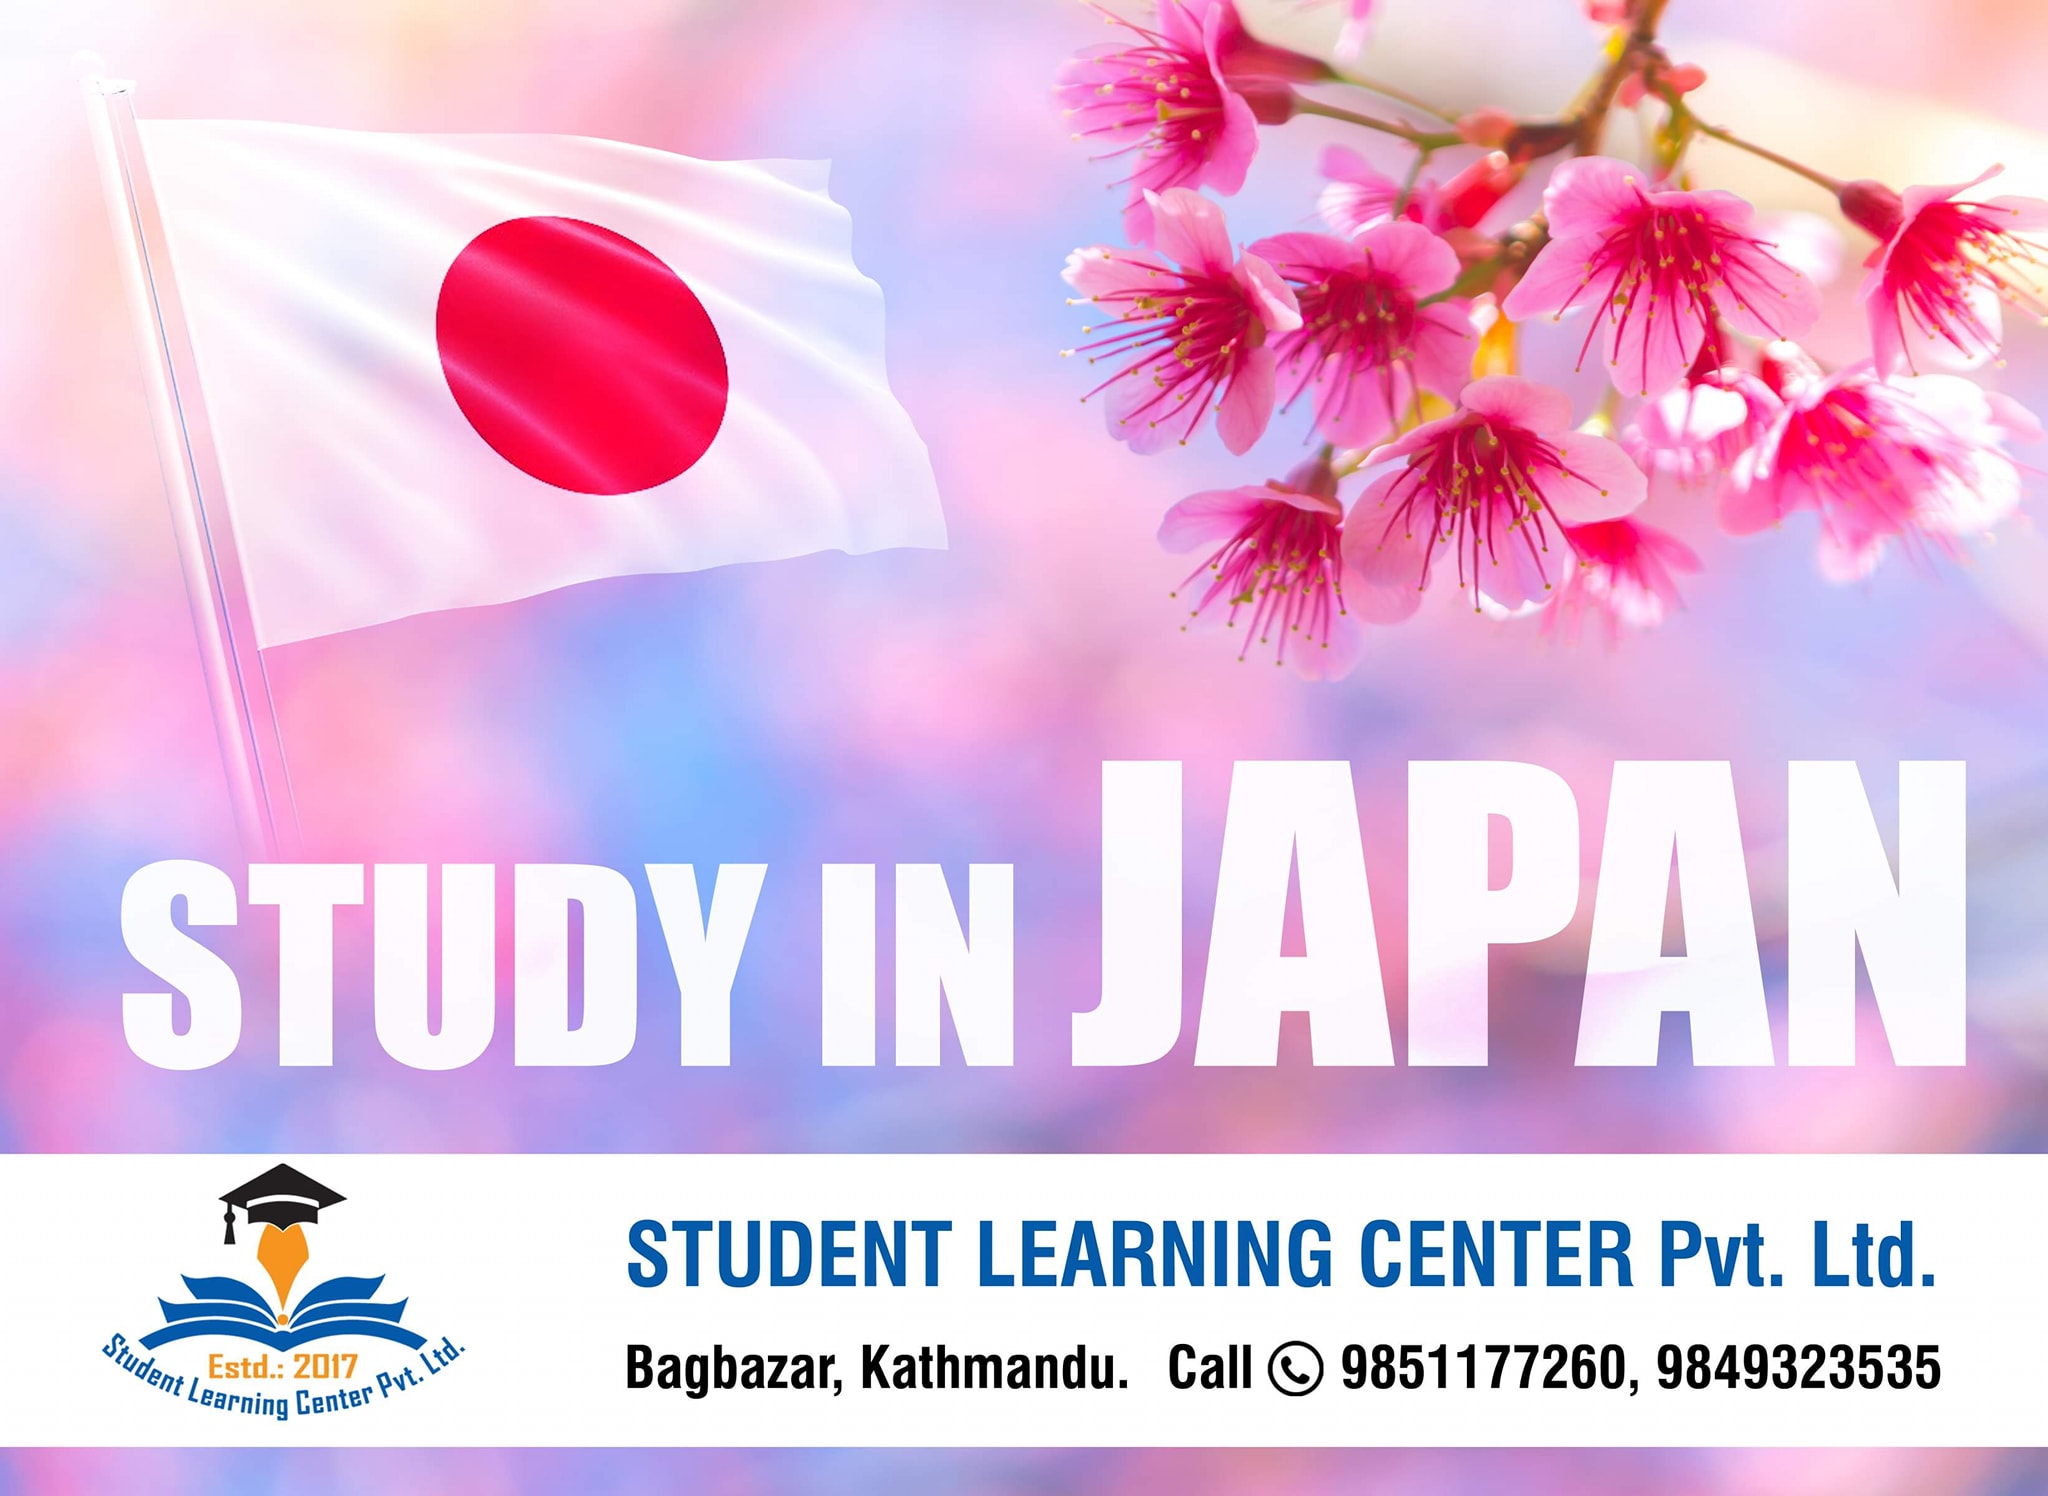 STUDY IN JAPAN
STUDENT LEARNING CENTER Pvt. Ltd.
Bagbazar, Kathmandu. Call 9851177260, 9849323535
Estd.: 2017
Student Learning Center Pvt. Ltd.